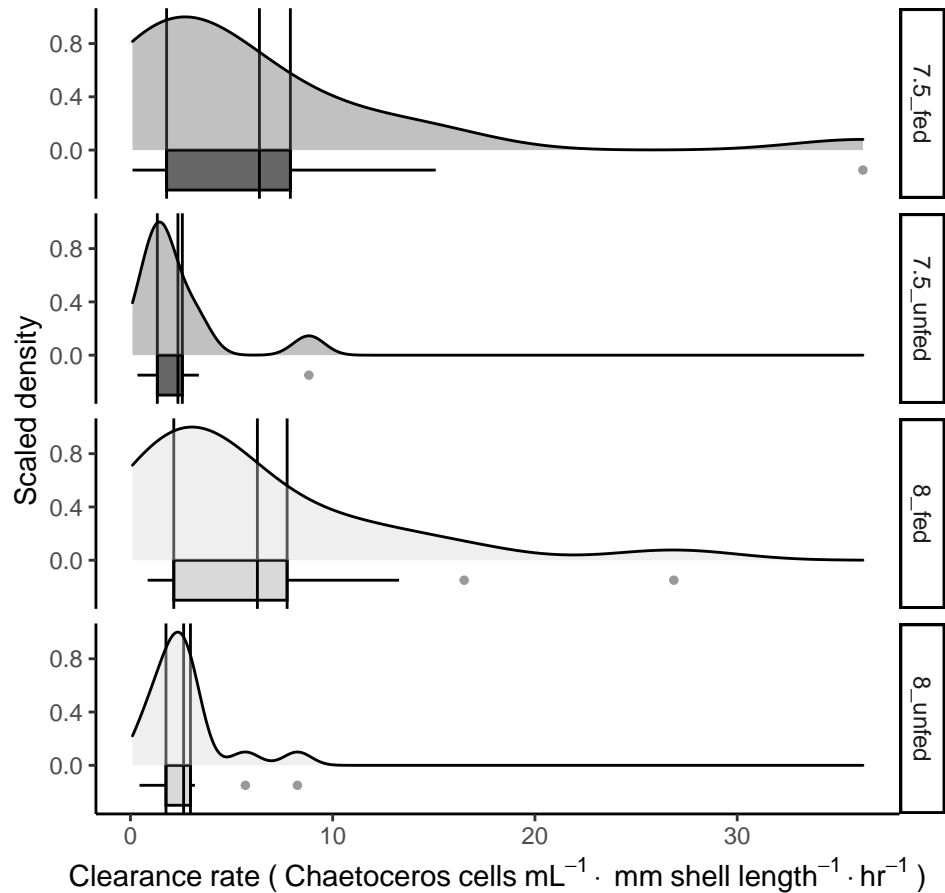 Scaled density
0.8
0.4
0.0
7.5_fed
0.8
0.4
0.0
7.5_unfed
0.8
0.4
0.0
8_fed
0.8
0.4
0.0
8_unfed
0 10 20 30
Clearance rate ( Chaetoceros cells mL⁻¹ · mm shell length⁻¹ · hr⁻¹ )